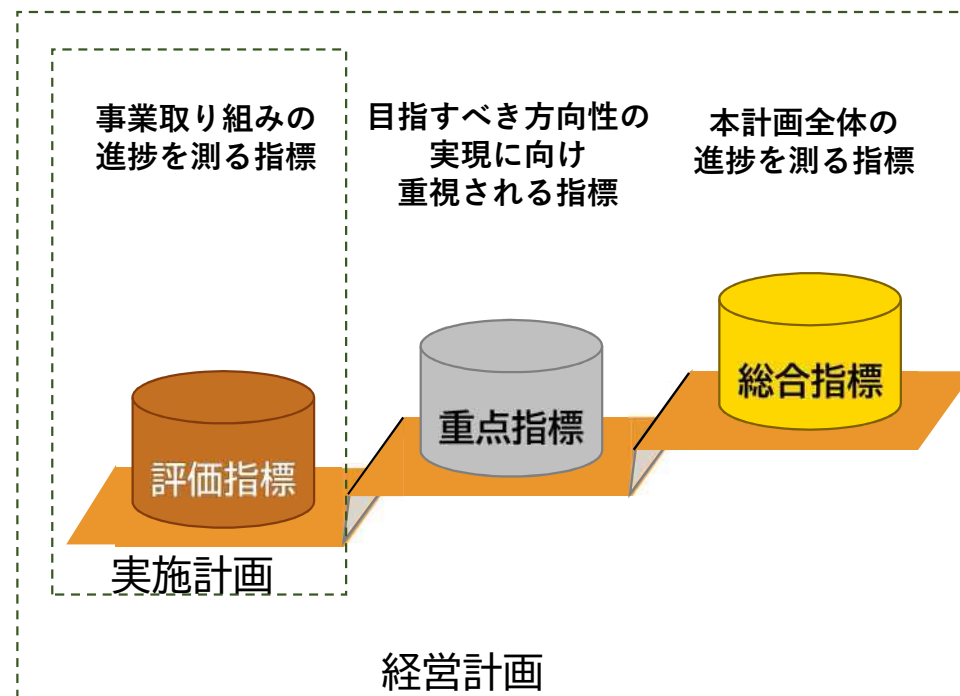 事業取り組みの
進捗を測る指標
目指すべき方向性の
実現に向け
重視される指標
本計画全体の
進捗を測る指標
評価指標
重点指標
総合指標
実施計画
経営計画